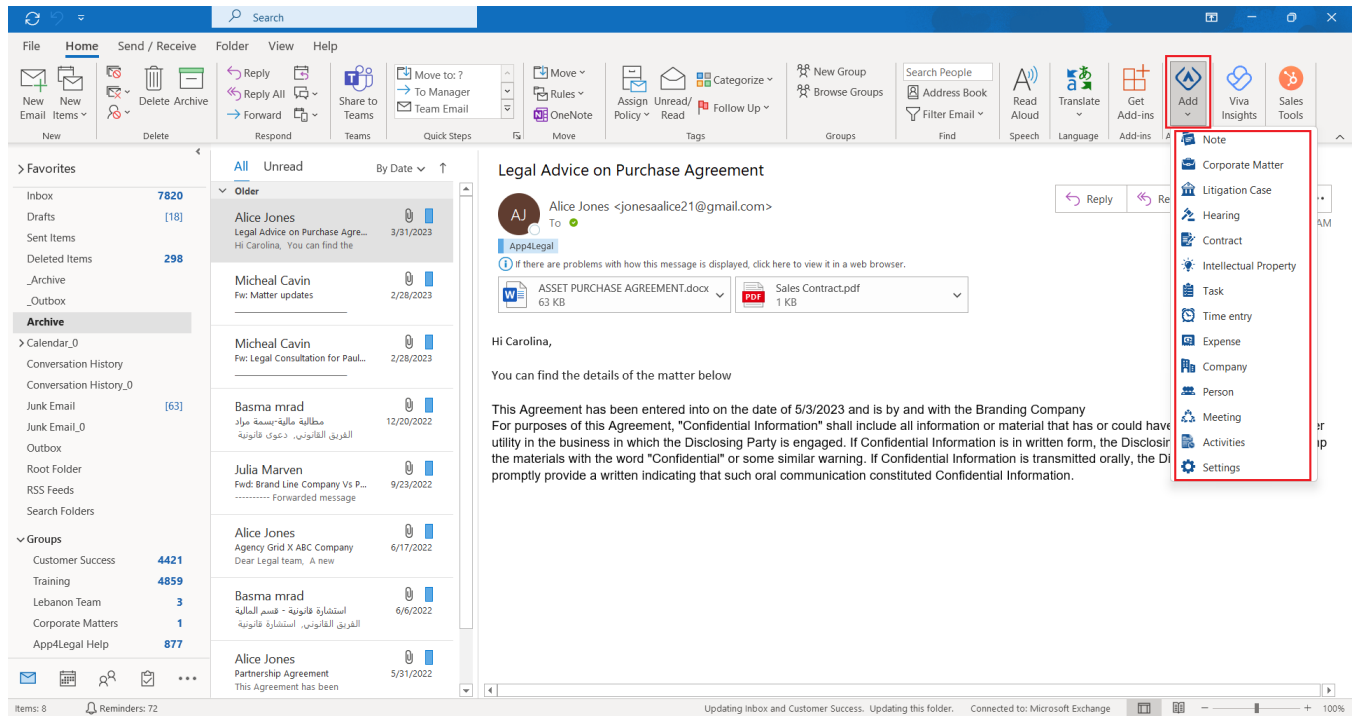 Search
File Home Send / Receive Folder View Help
New Email
New Items
New
Delete Archive
Delete
Reply
Reply All
Forward
Respond
Share to Teams
Teams
Move to: ?
To Manager
Team Email
Quick Steps
Move
Rules
OneNote
Move
Assign Policy
Unread/ Read
Categorize
Follow Up
Tags
New Group
Browse Groups
Groups
Search People
Address Book
Filter Email
Find
Read Aloud
Speech
Translate
Language
Get Add-ins
Add-ins
Add
Viva Insights
Sales Tools
Favorites
Inbox 7820
Drafts [18]
Sent Items
Deleted Items 298
_Archive
_Outbox
Archive
Calendar_0
Conversation History
Conversation History_0
Junk Email [63]
Junk Email_0
Outbox
Root Folder
RSS Feeds
Search Folders
Groups
Customer Success 4421
Training 4859
Lebanon Team 3
Corporate Matters 1
App4Legal Help 877
All Unread By Date
Older
Alice Jones
Legal Advice on Purchase Agre... 3/31/2023
Hi Carolina, You can find the
Micheal Cavin
Fw: Matter updates 2/28/2023
Micheal Cavin
Fw: Legal Consultation for Paul... 2/28/2023
Basma mrad
مطالبة مالية-بسمة مراد 12/20/2022
الفريق القانوني, دعوى قانونية
Julia Marven
Fwd: Brand Line Company Vs P... 9/23/2022
---------- Forwarded message
Alice Jones
Agency Grid X ABC Company 6/17/2022
Dear Legal team, A new
Basma mrad
استشارة قانونية - قسم المالية 6/6/2022
الفريق القانوني, استشارة قانونية
Alice Jones
Partnership Agreement 5/31/2022
This Agreement has been
Legal Advice on Purchase Agreement
AJ
Alice Jones <jonesaalice21@gmail.com>
To
Reply
AM
App4Legal
If there are problems with how this message is displayed, click here to view it in a web browser.
ASSET PURCHASE AGREEMENT.docx
63 KB
PDF
Sales Contract.pdf
1 KB
Hi Carolina,
You can find the details of the matter below
This Agreement has been entered into on the date of 5/3/2023 and is by and with the Branding Company
For purposes of this Agreement, "Confidential Information" shall include all information or material that has or could have
utility in the business in which the Disclosing Party is engaged. If Confidential Information is in written form, the
the materials with the word "Confidential" or some similar warning. If Confidential Information is transmitted orally, the
promptly provide a written indicating that such oral communication constituted Confidential Information.
Note
Corporate Matter
Litigation Case
Hearing
Contract
Intellectual Property
Task
Time entry
Expense
Company
Person
Meeting
Activities
Settings
Items: 8 Reminders: 72
Updating Inbox and Customer Success. Updating this folder. Connected to: Microsoft Exchange
100%